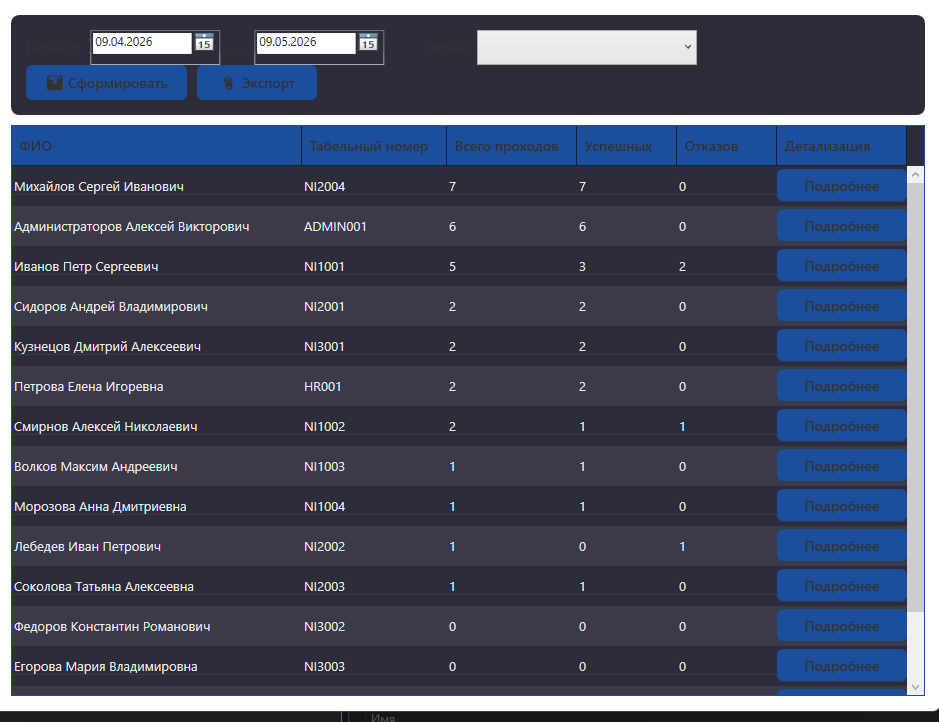 Период: 09.04.2026 15 — 09.05.2026 15 Отдел:
Сформировать Экспорт
ФИО Табельный номер Всего проходов Успешных Отказов Детализация
Михайлов Сергей Иванович NI2004 7 7 0 Подробнее
Администраторов Алексей Викторович ADMIN001 6 6 0 Подробнее
Иванов Петр Сергеевич NI1001 5 3 2 Подробнее
Сидоров Андрей Владимирович NI2001 2 2 0 Подробнее
Кузнецов Дмитрий Алексеевич NI3001 2 2 0 Подробнее
Петрова Елена Игоревна HR001 2 2 0 Подробнее
Смирнов Алексей Николаевич NI1002 2 1 1 Подробнее
Волков Максим Андреевич NI1003 1 1 0 Подробнее
Морозова Анна Дмитриевна NI1004 1 1 0 Подробнее
Лебедев Иван Петрович NI2002 1 0 1 Подробнее
Соколова Татьяна Алексеевна NI2003 1 1 0 Подробнее
Федоров Константин Романович NI3002 0 0 0 Подробнее
Егорова Мария Владимировна NI3003 0 0 0 Подробнее
Имя